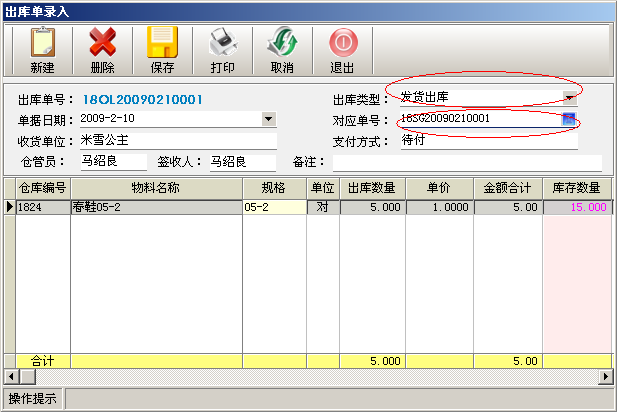 出库单录入
新建 删除 保存 打印 取消 退出
出库单号： 18OL20090210001 出库类型： 发货出库
单据日期： 2009-2-10 对应单号： 18SG20090210001
收货单位： 米雪公主 支付方式： 待付
仓管员： 马绍良 签收人： 马绍良 备注：
仓库编号 物料名称 规格 单位 出库数量 单价 金额合计 库存数量
1824 春鞋05-2 05-2 对 5.000 1.0000 5.00 15.000
合计 5.000 5.00
操作提示